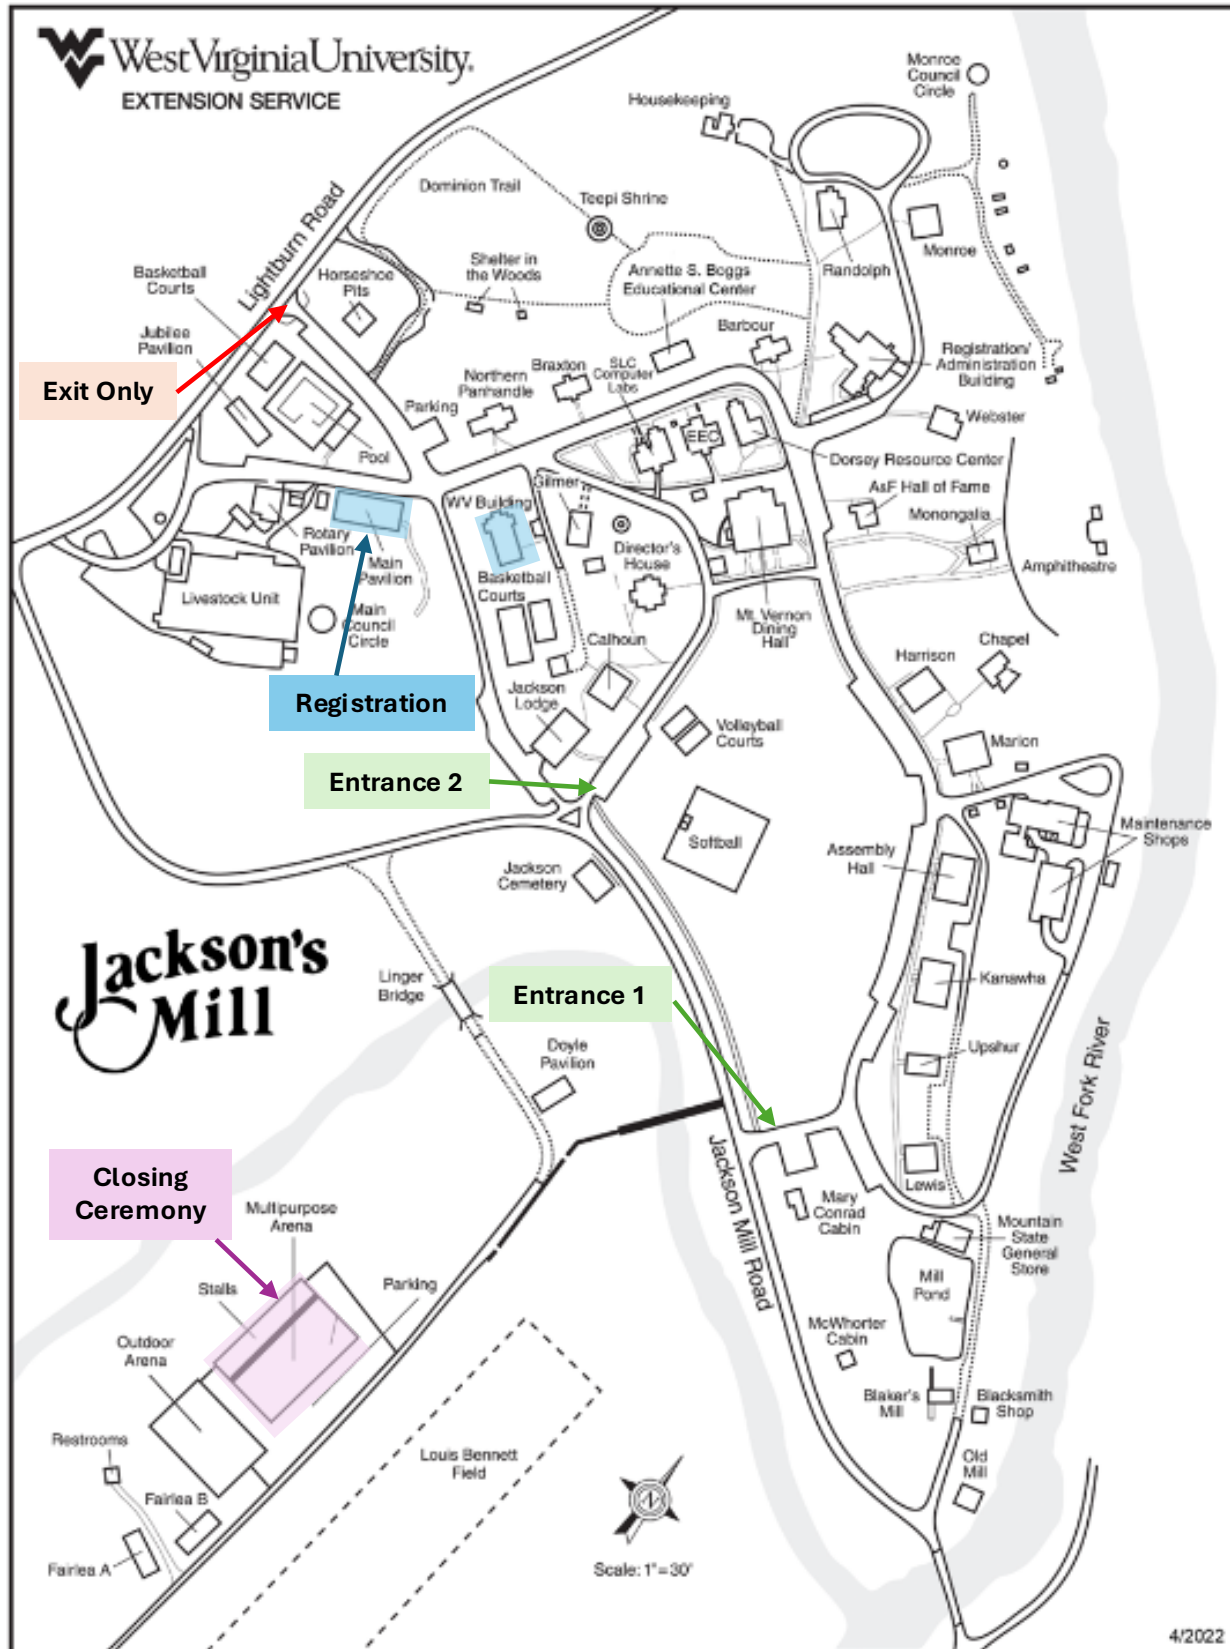 WestVirginiaUniversity.
EXTENSION SERVICE
Monroe
Council
Circle
Housekeeping
Dominion Trail
Teepi Shrine
Lightburn Road
Basketball
Courts
Horseshoe
Pits
Shelter in
the Woods
Annette S. Boggs
Educational Center
Randolph
Monroe
Jubilee
Pavilion
Barbour
Exit Only
Northern
Panhandle
Braxton
SLC
Computer
Labs
Registration/
Administration
Building
Parking
Webster
EEC
Pool
Dorsey Resource Center
Gilmer
WV Building
A&F Hall of Fame
Monongalia
Rotary
Pavilion
Main
Pavilion
Director's
House
Amphitheatre
Basketball
Courts
Livestock Unit
Main
Council
Circle
Mt. Vernon
Dining
Hall
Calhoun
Chapel
Harrison
Registration
Jackson
Lodge
Volleyball
Courts
Marion
Entrance 2
Softball
Maintenance
Shops
Assembly
Hall
Jackson
Cemetery
Jackson's
Mill
Linger
Bridge
Kanawha
Entrance 1
Doyle
Pavilion
Upshur
West Fork River
Jackson Mill Road
Closing
Ceremony
Lewis
Mary
Conrad
Cabin
Multipurpose
Arena
Mountain
State
General
Store
Stalls
Parking
Mill
Pond
Outdoor
Arena
McWhorter
Cabin
Blaker's
Mill
Blacksmith
Shop
Restrooms
Louis Bennett
Field
Old
Mill
Fairlea B
N
Fairlea A
Scale: 1"=30'
4/2022